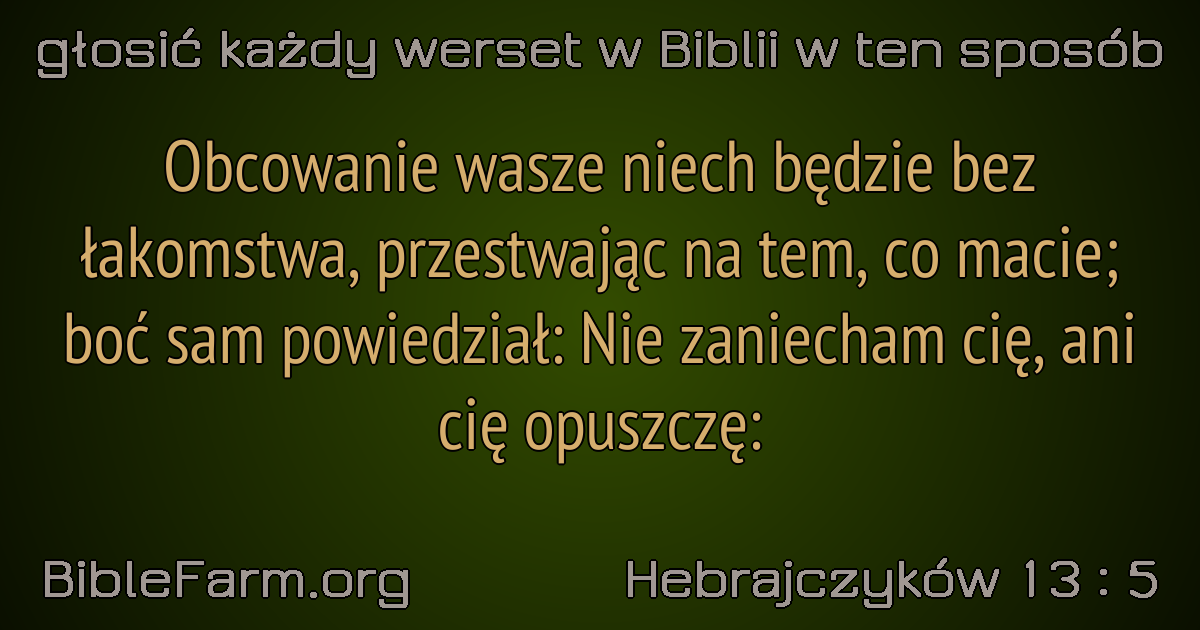 głosić każdy werset w Biblii w ten sposób
Obcowanie wasze niech będzie bez
łakomstwa, przestwając na tem, co macie;
boć sam powiedział: Nie zaniecham cię, ani
cię opuszczę:
BibleFarm.org
Hebrajczyków 13 : 5